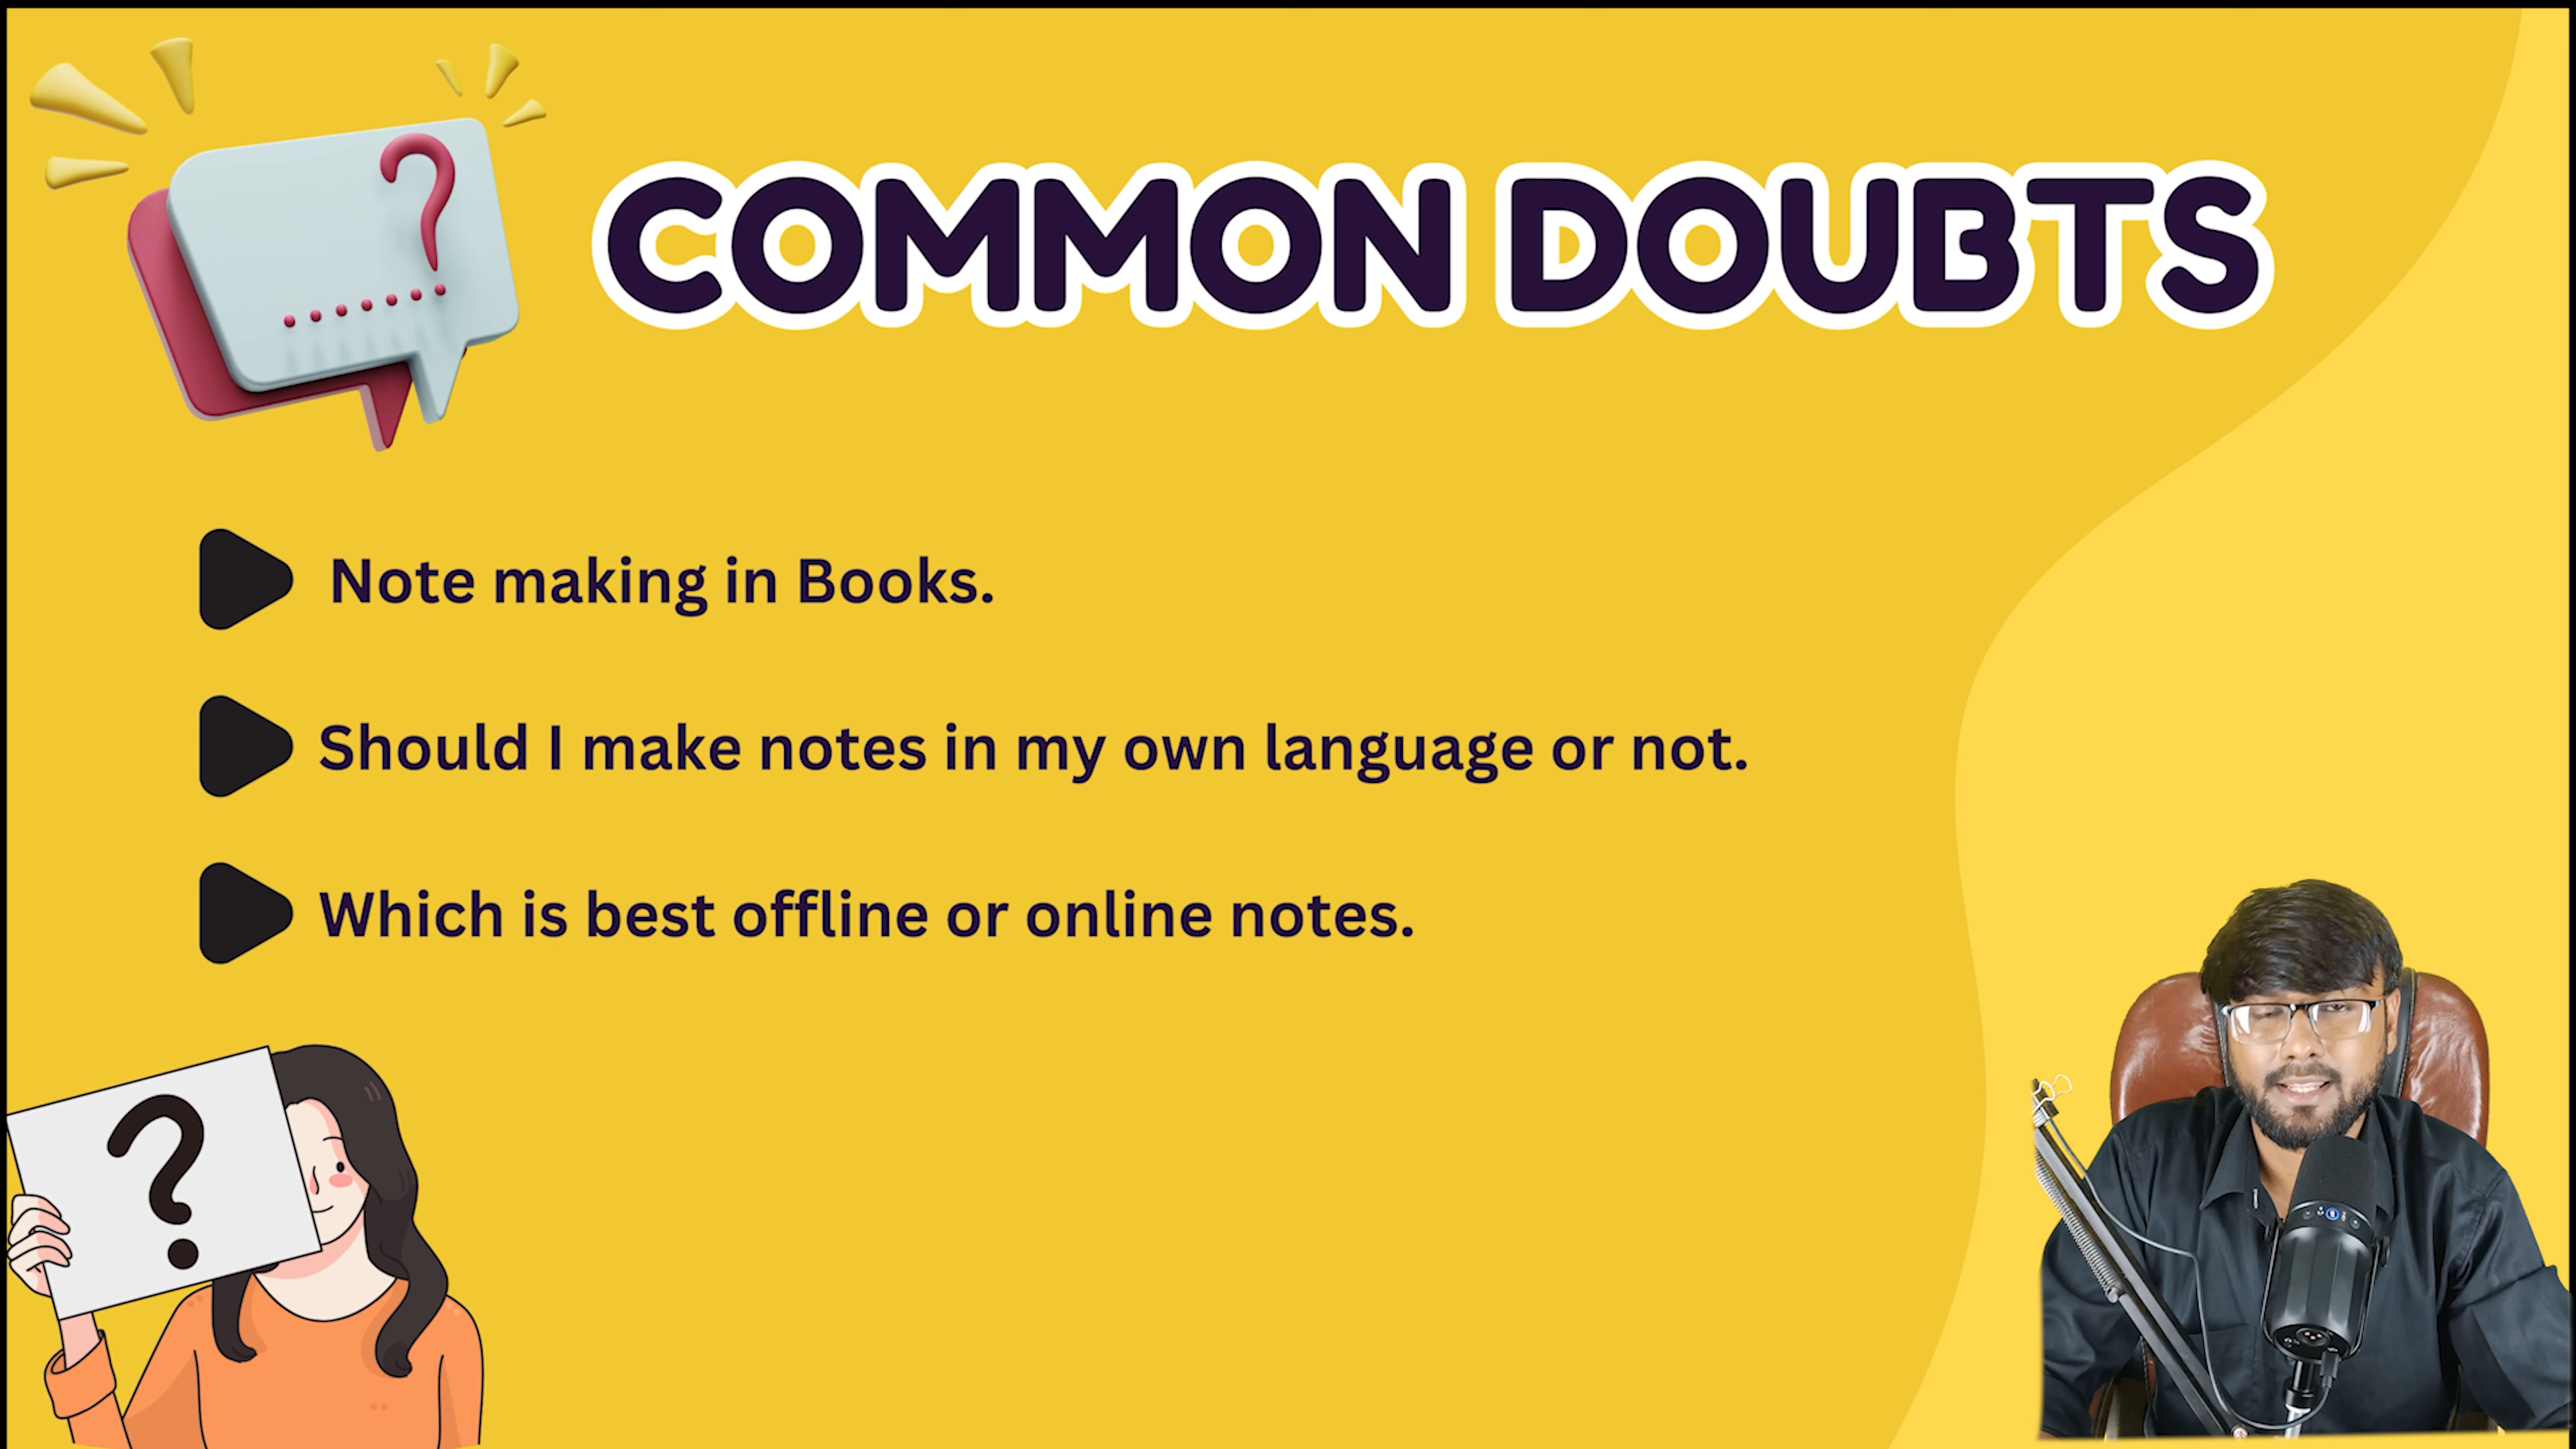 ?
COMMON DOUBTS
Note making in Books.
Should I make notes in my own language or not.
Which is best offline or online notes.
?